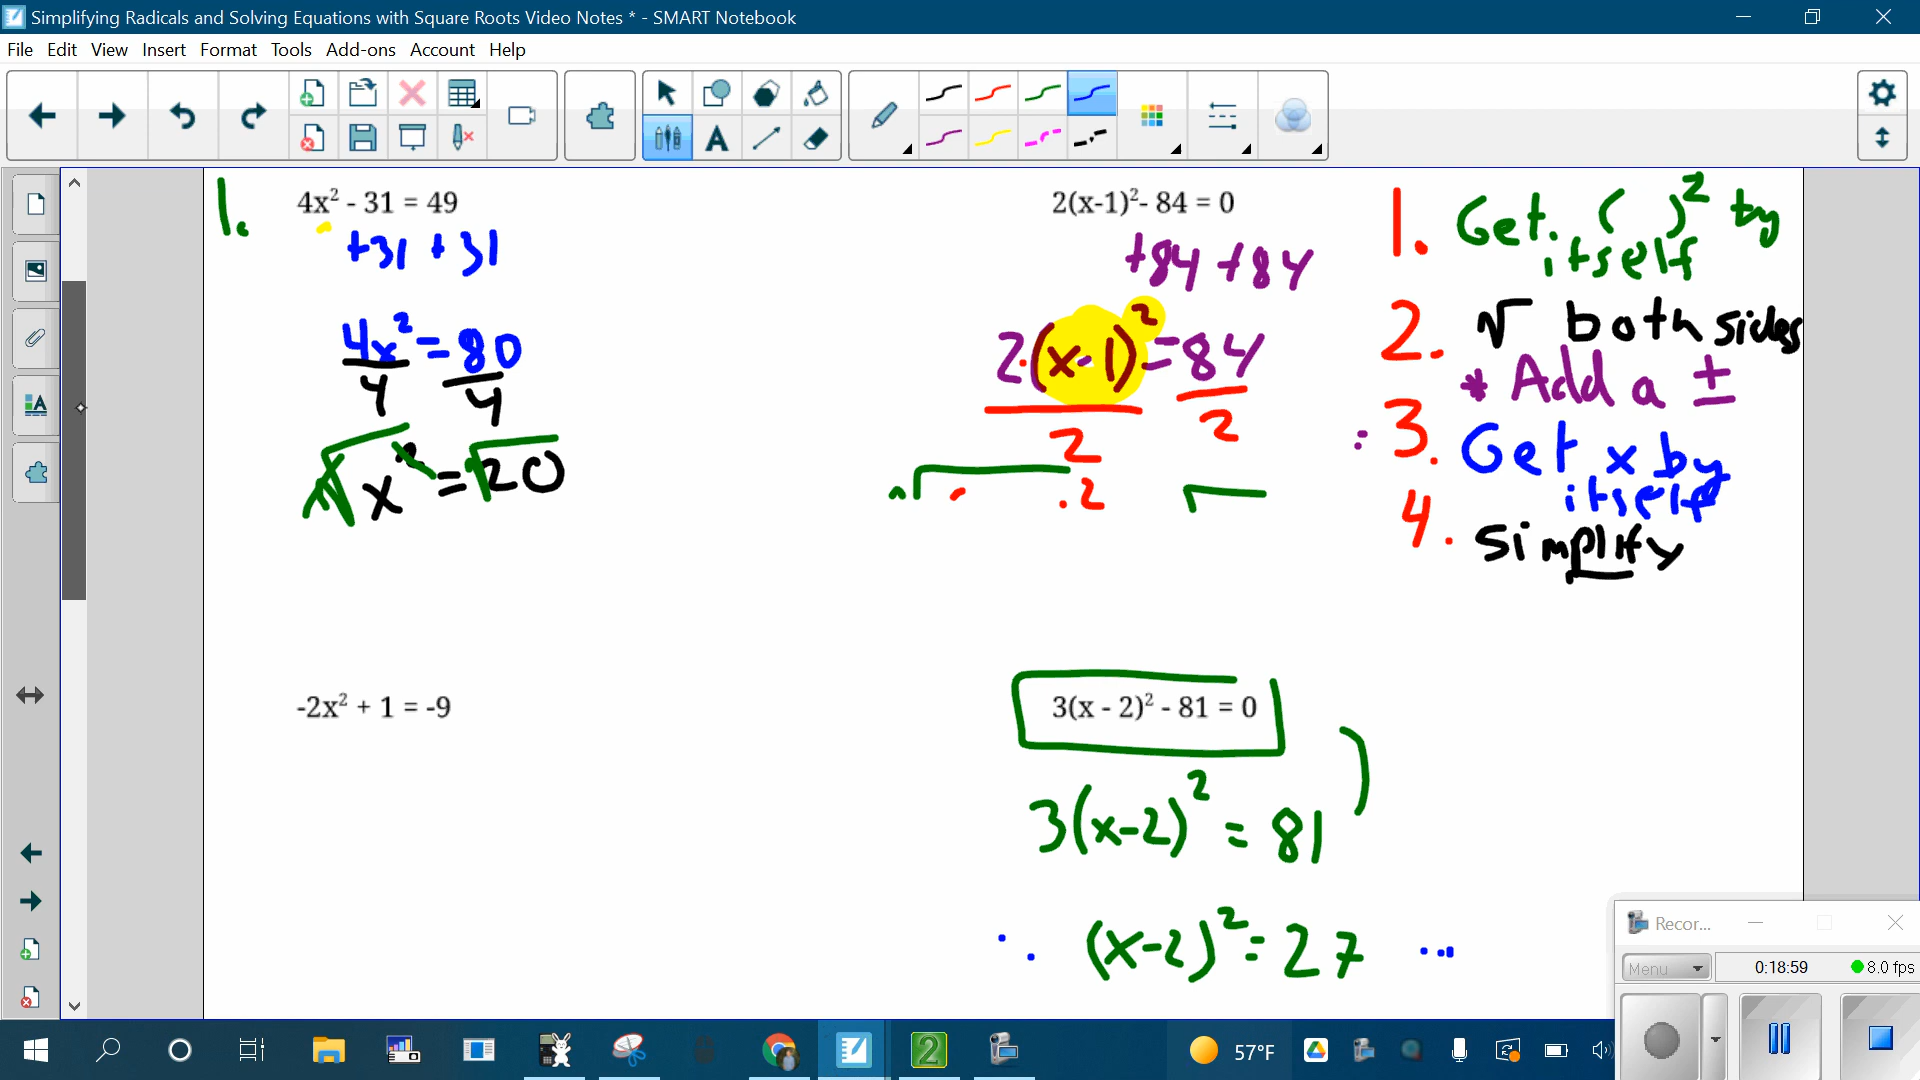 Simplifying Radicals and Solving Equations with Square Roots Video Notes * - SMART Notebook
File Edit View Insert Format Tools Add-ons Account Help
1.
4x² - 31 = 49
+31 +31
4x² = 80
4 4
√x² = √20
2(x-1)²- 84 = 0
+84 +84
2·(x-1)² = 84
2 2
.2
1. Get ( )² by
itself
2. √ both sides
* Add a ±
3. Get x by
itself
4. Simplify
-2x² + 1 = -9
3(x - 2)² - 81 = 0
3(x-2)² = 81
(x-2)² = 27 ...
Recor...
Menu
0:18:59
8.0 fps
2
57°F